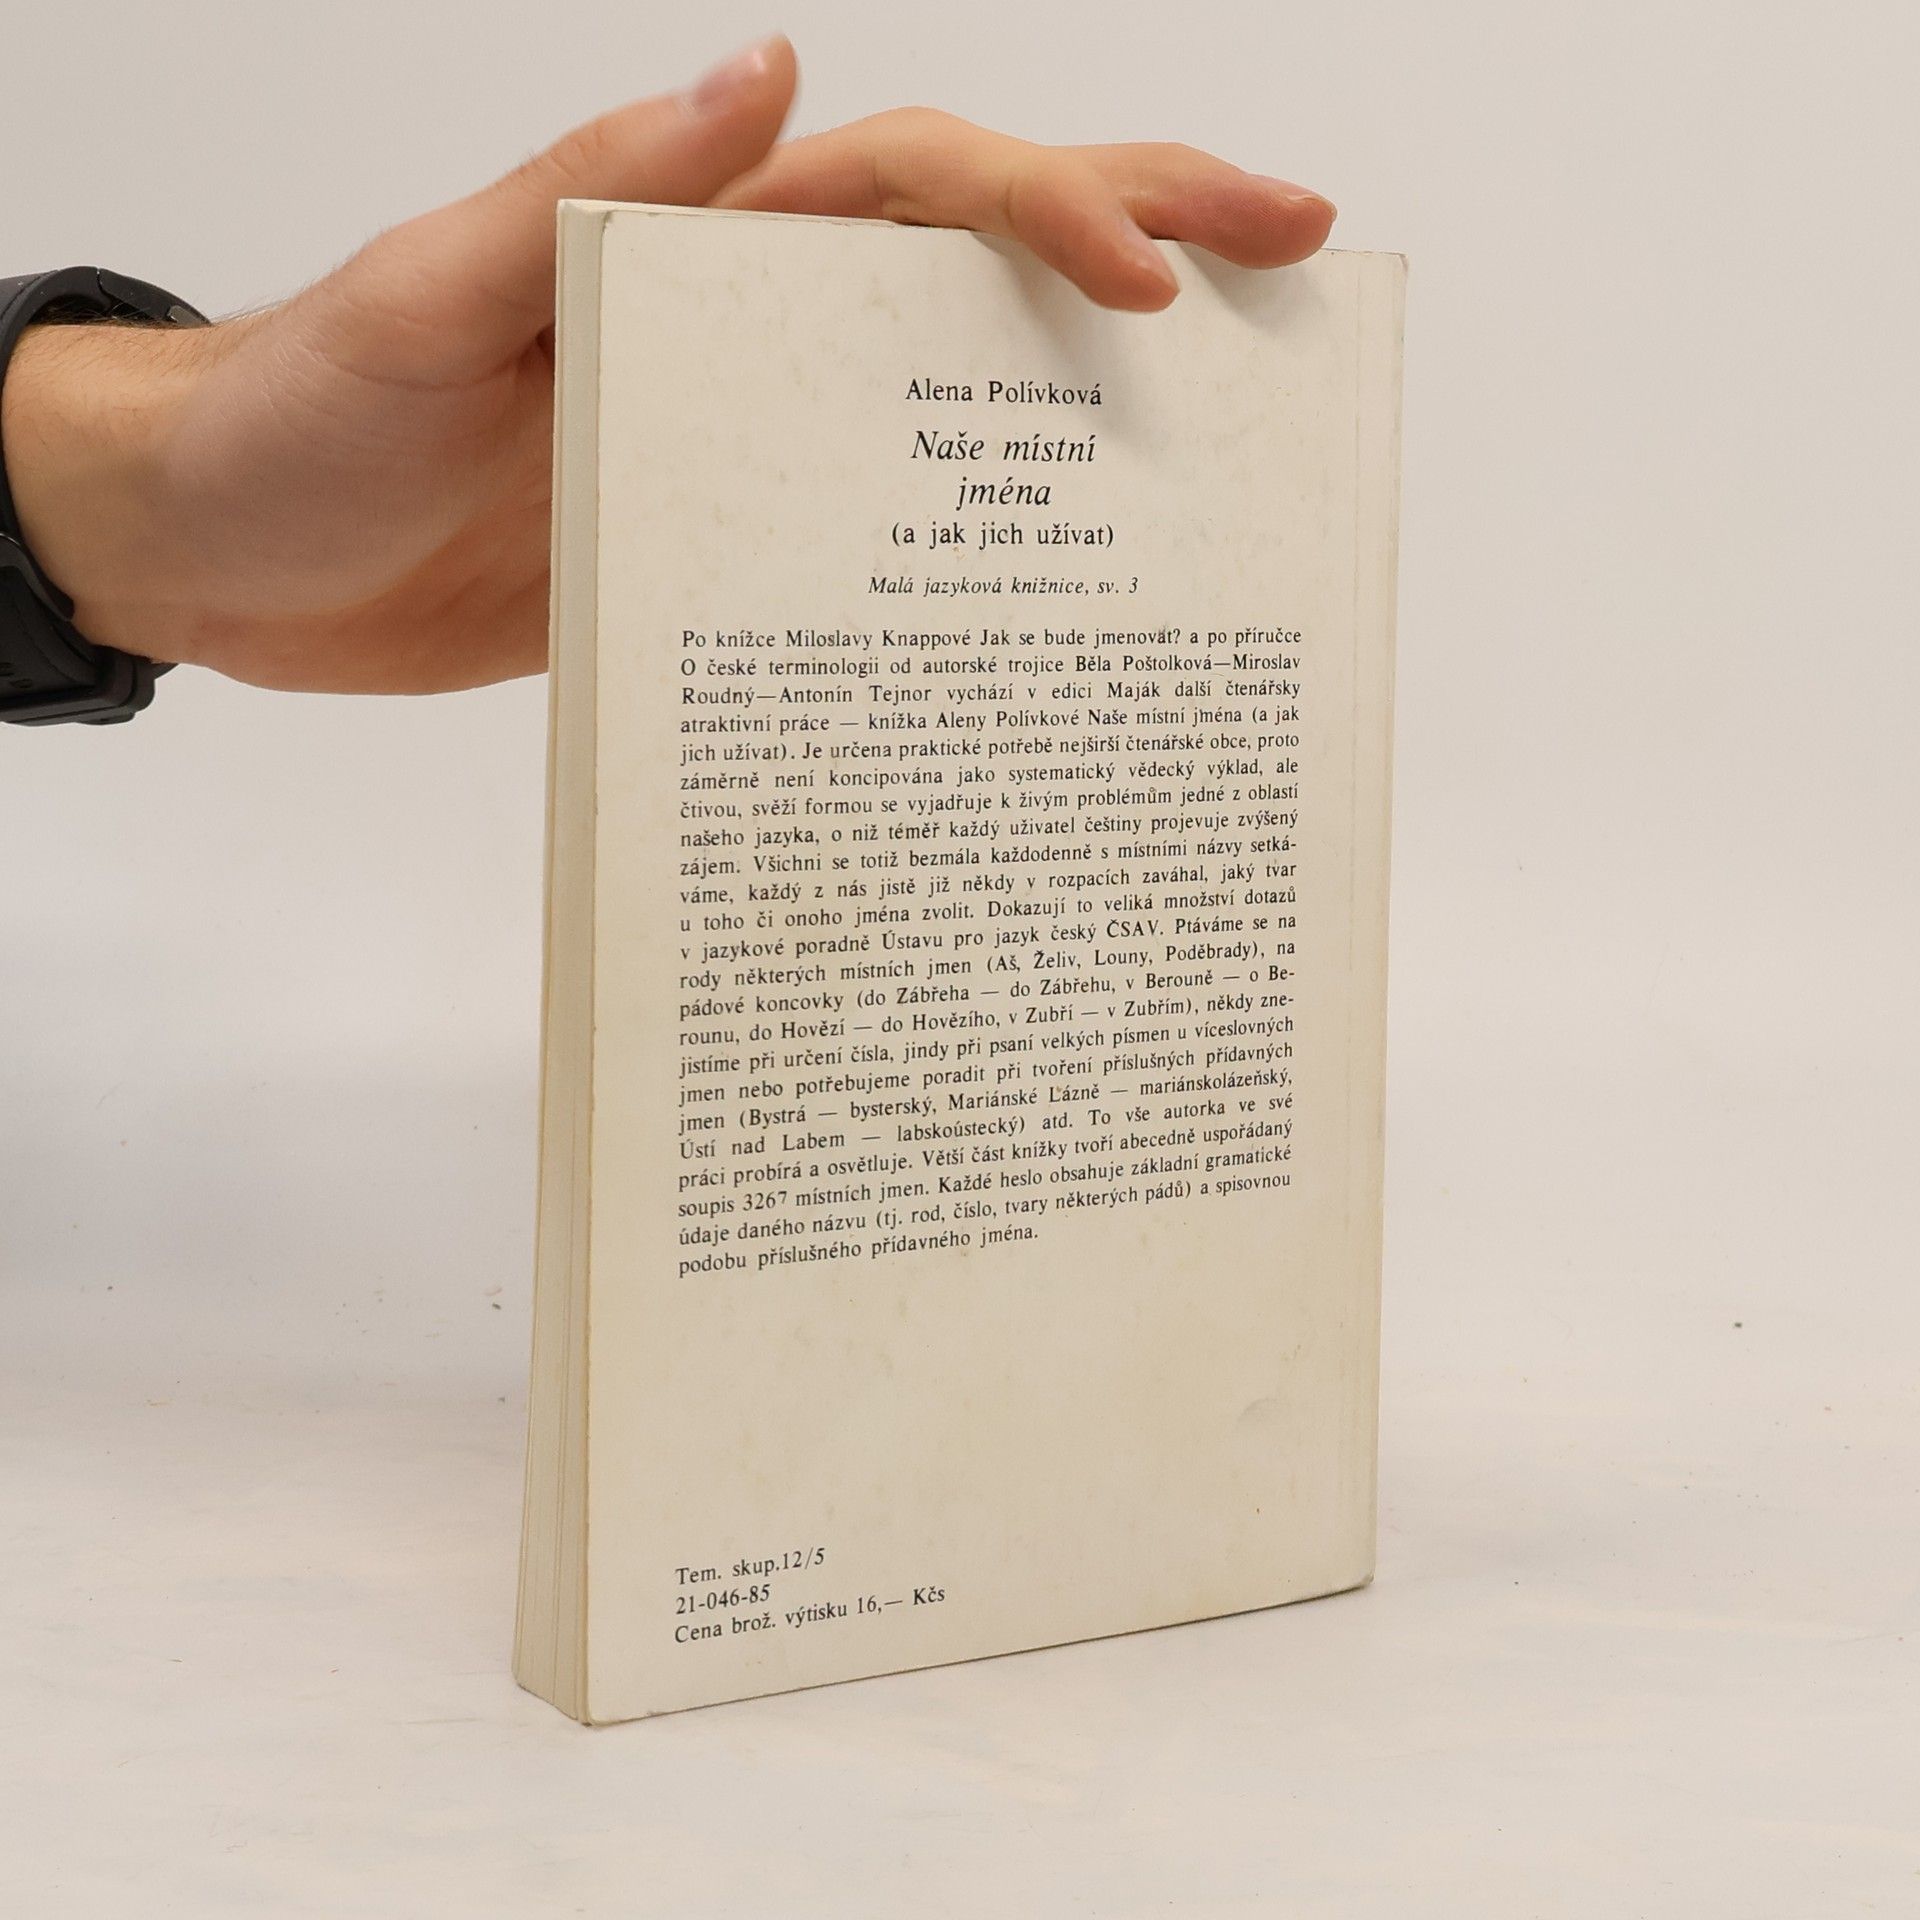 Alena Polívková
Naše místní
jména
(a jak jich užívat)
Malá jazyková knižnice, sv. 3
Po knížce Miloslavy Knappové Jak se bude jmenovat? a po příručce
O české terminologii od autorské trojice Běla Poštolková—Miroslav
Roudný—Antonín Tejnor vychází v edici Maják další čtenářsky
atraktivní práce — knížka Aleny Polívkové Naše místní jména (a jak
jich užívat). Je určena praktické potřebě nejširší čtenářské obce, proto
záměrně není koncipována jako systematický vědecký výklad, ale
čtivou, svěží formou se vyjadřuje k živým problémům jedné z oblastí
našeho jazyka, o niž téměř každý uživatel češtiny projevuje zvýšený
zájem. Všichni se totiž bezmála každodenně s místními názvy setká-
váme, každý z nás jistě již někdy v rozpacích zaváhal, jaký tvar
u toho či onoho jména zvolit. Dokazují to veliká množství dotazů
v jazykové poradně Ústavu pro jazyk český ČSAV. Ptáváme se na
rody některých místních jmen (Aš, Želiv, Louny, Poděbrady), na
pádové koncovky (do Zábřeha — do Zábřehu, v Berouně — o Be-
rounu, do Hovězí — do Hovězího, v Zubří — v Zubřím), někdy zne-
jistíme při určení čísla, jindy při psaní velkých písmen u víceslovných
jmen nebo potřebujeme poradit při tvoření příslušných přídavných
jmen (Bystrá — bysterský, Mariánské Lázně — mariánskolázeňský,
Ústí nad Labem — labskoústecký) atd. To vše autorka ve své
práci probírá a osvětluje. Větší část knížky tvoří abecedně uspořádaný
soupis 3267 místních jmen. Každé heslo obsahuje základní gramatické
údaje daného názvu (tj. rod, číslo, tvary některých pádů) a spisovnou
podobu příslušného přídavného jména.
Tem. skup.12/5
21-046-85
Cena brož. výtisku 16,— Kčs